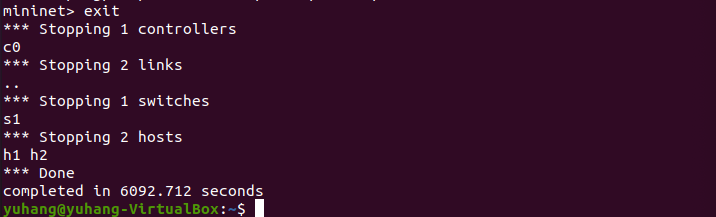 mininet> exit
*** Stopping 1 controllers
c0
*** Stopping 2 links
..
*** Stopping 1 switches
s1
*** Stopping 2 hosts
h1 h2
*** Done
completed in 6092.712 seconds
yuhang@yuhang-VirtualBox:~$